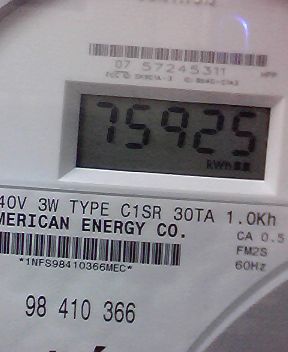 07 57245311
75925
kWh
40V 3W TYPE C1SR 30TA 1.0Kh
MERICAN ENERGY CO.
CA 0.5
FM2S
*1NFS98410366MEC*
60Hz
98 410 366